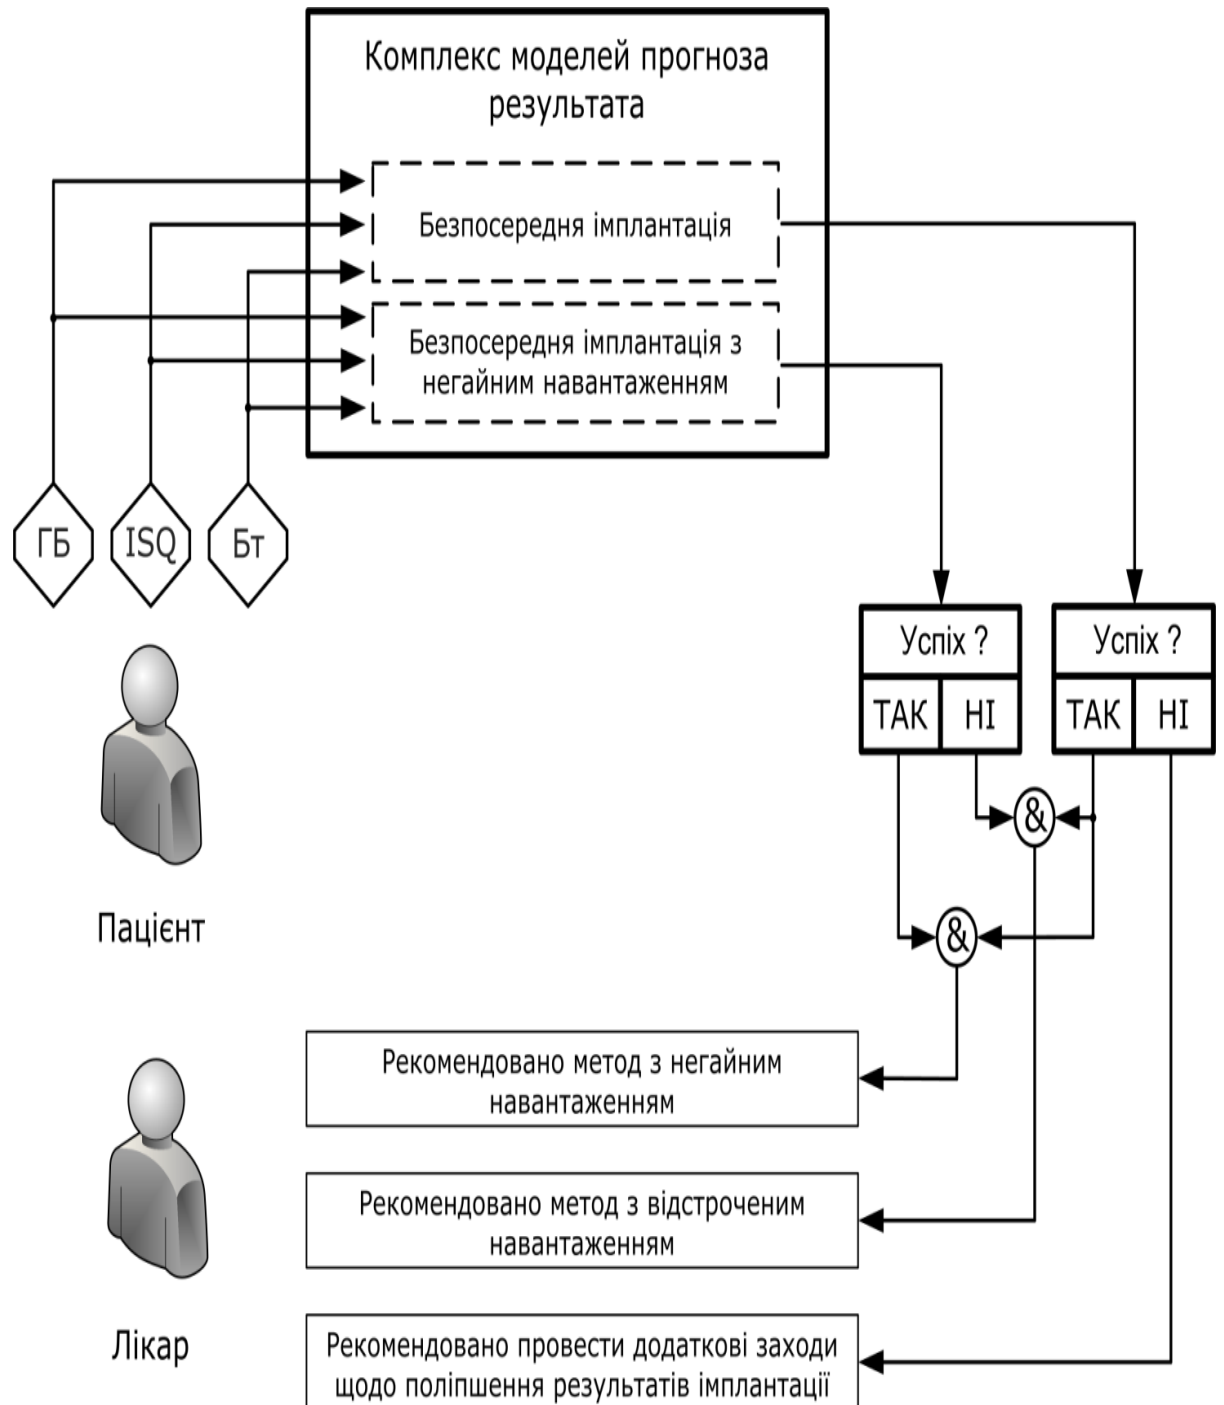 Комплекс моделей прогноза
результата
Безпосередня імплантація
Безпосередня імплантація з
негайним навантаженням
ГБ
ISQ
Бт
Успіх ?
ТАК
НІ
Успіх ?
ТАК
НІ
&
&
Пацієнт
Рекомендовано метод з негайним
навантаженням
Рекомендовано метод з відстроченим
навантаженням
Лікар
Рекомендовано провести додаткові заходи
щодо поліпшення результатів імплантації